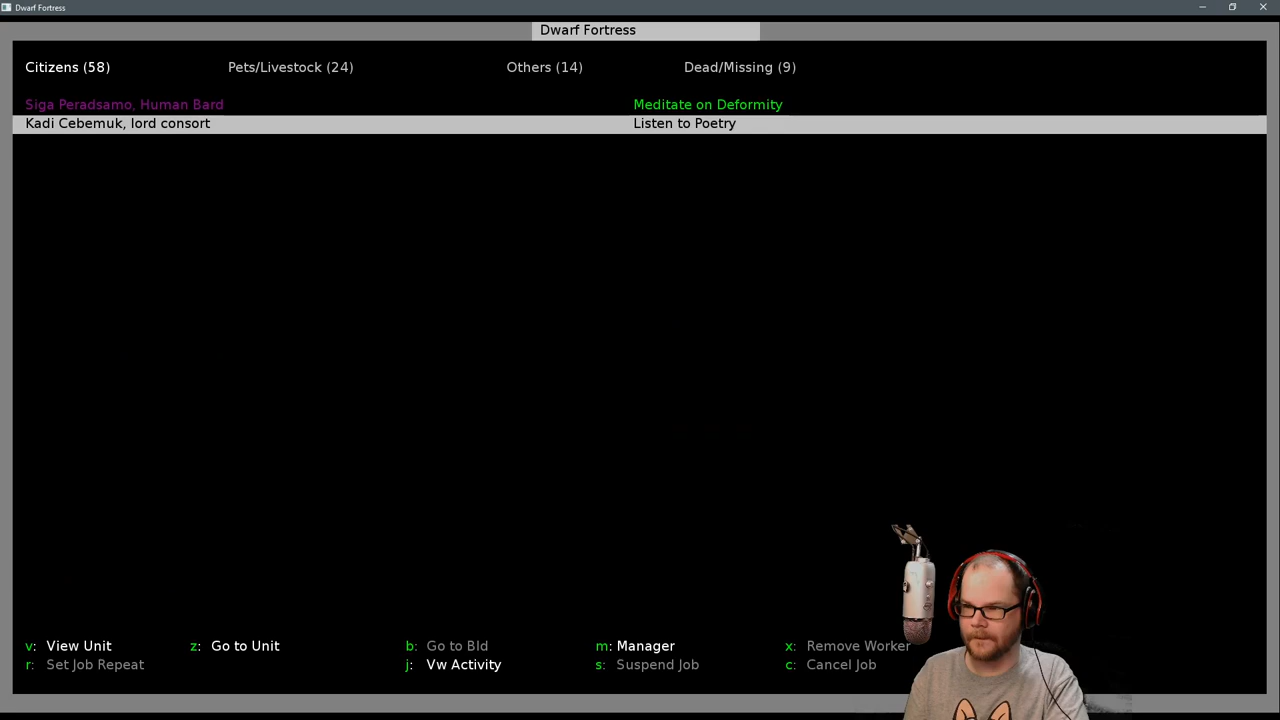 Dwarf Fortress
Dwarf Fortress
Citizens (58) Pets/Livestock (24) Others (14) Dead/Missing (9)
Siga Peradsamo, Human Bard Meditate on Deformity
Kadi Cebemuk, lord consort Listen to Poetry
v: View Unit z: Go to Unit b: Go to Bld m: Manager x: Remove Worker
r: Set Job Repeat j: Vw Activity s: Suspend Job c: Cancel Job